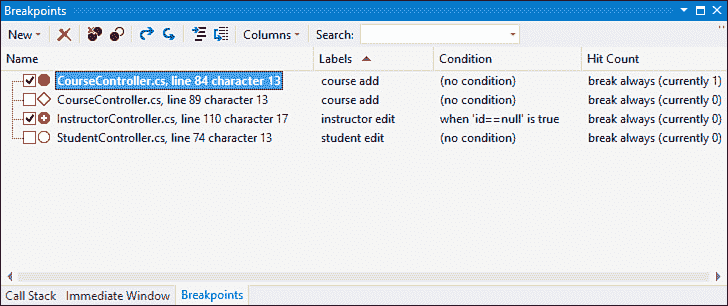 Breakpoints
New Columns Search:
Name Labels Condition Hit Count
CourseController.cs, line 84 character 13 course add (no condition) break always (currently 1)
CourseController.cs, line 89 character 13 course add (no condition) break always (currently 0)
InstructorController.cs, line 110 character 17 instructor edit when 'id==null' is true break always (currently 0)
StudentController.cs, line 74 character 13 student edit (no condition) break always (currently 0)
Call Stack Immediate Window Breakpoints